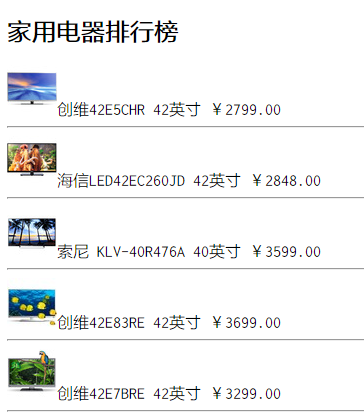 家用电器排行榜
创维42E5CHR 42英寸 ￥2799.00
海信LED42EC260JD 42英寸 ￥2848.00
索尼 KLV-40R476A 40英寸 ￥3599.00
创维42E83RE 42英寸 ￥3699.00
创维42E7BRE 42英寸 ￥3299.00